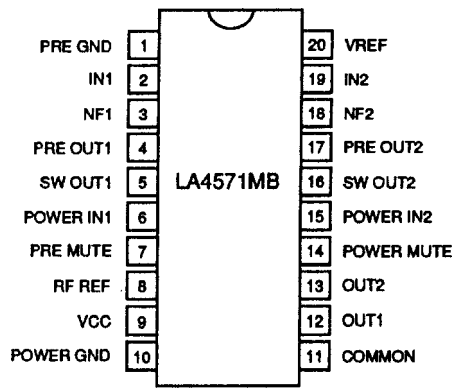 PRE GND 1 20 VREF
IN1 2 19 IN2
NF1 3 18 NF2
PRE OUT1 4 17 PRE OUT2
SW OUT1 5 LA4571MB 16 SW OUT2
POWER IN1 6 15 POWER IN2
PRE MUTE 7 14 POWER MUTE
RF REF 8 13 OUT2
VCC 9 12 OUT1
POWER GND 10 11 COMMON